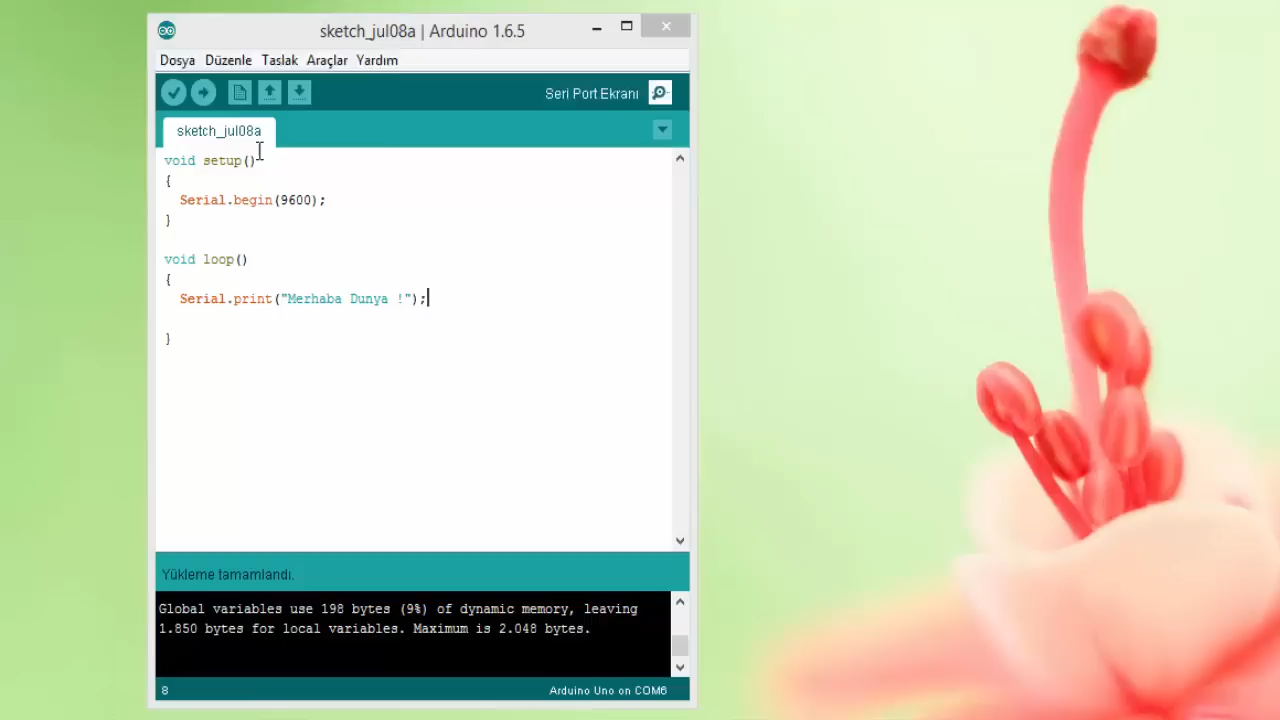 sketch_jul08a | Arduino 1.6.5
Dosya Düzenle Taslak Araçlar Yardım
Seri Port Ekranı
sketch_jul08a
void setup()
{
  Serial.begin(9600);
}
void loop()
{
  Serial.print("Merhaba Dunya !");
}
Yükleme tamamlandı.
Global variables use 198 bytes (9%) of dynamic memory, leaving
1.850 bytes for local variables. Maximum is 2.048 bytes.
8 Arduino Uno on COM6